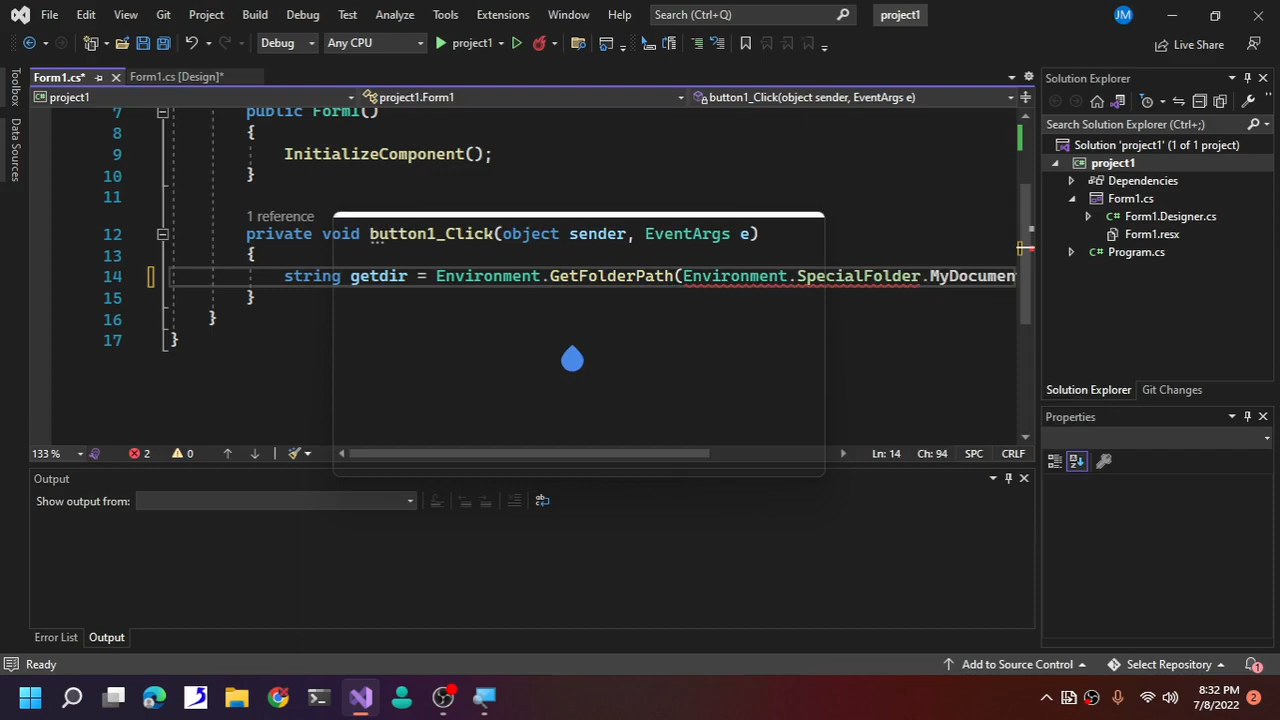 File Edit View Git Project Build Debug Test Analyze Tools Extensions Window Help Search (Ctrl+Q) project1 JM
Debug Any CPU project1 Live Share
Form1.cs* Form1.cs [Design]*
project1 project1.Form1 button1_Click(object sender, EventArgs e)
7 public Form1()
8 {
9 InitializeComponent();
10 }
11
1 reference
12 private void button1_Click(object sender, EventArgs e)
13 {
14 string getdir = Environment.GetFolderPath(Environment.SpecialFolder.MyDocumen
15 }
16 }
17 }
133 % 2 0 Ln: 14 Ch: 94 SPC CRLF
Output
Show output from:
Error List Output
Toolbox
Data Sources
Solution Explorer
Search Solution Explorer (Ctrl+;)
Solution 'project1' (1 of 1 project)
project1
Dependencies
Form1.cs
Form1.Designer.cs
Form1.resx
Program.cs
Solution Explorer Git Changes
Properties
Ready Add to Source Control Select Repository 1
8:32 PM
7/8/2022 2